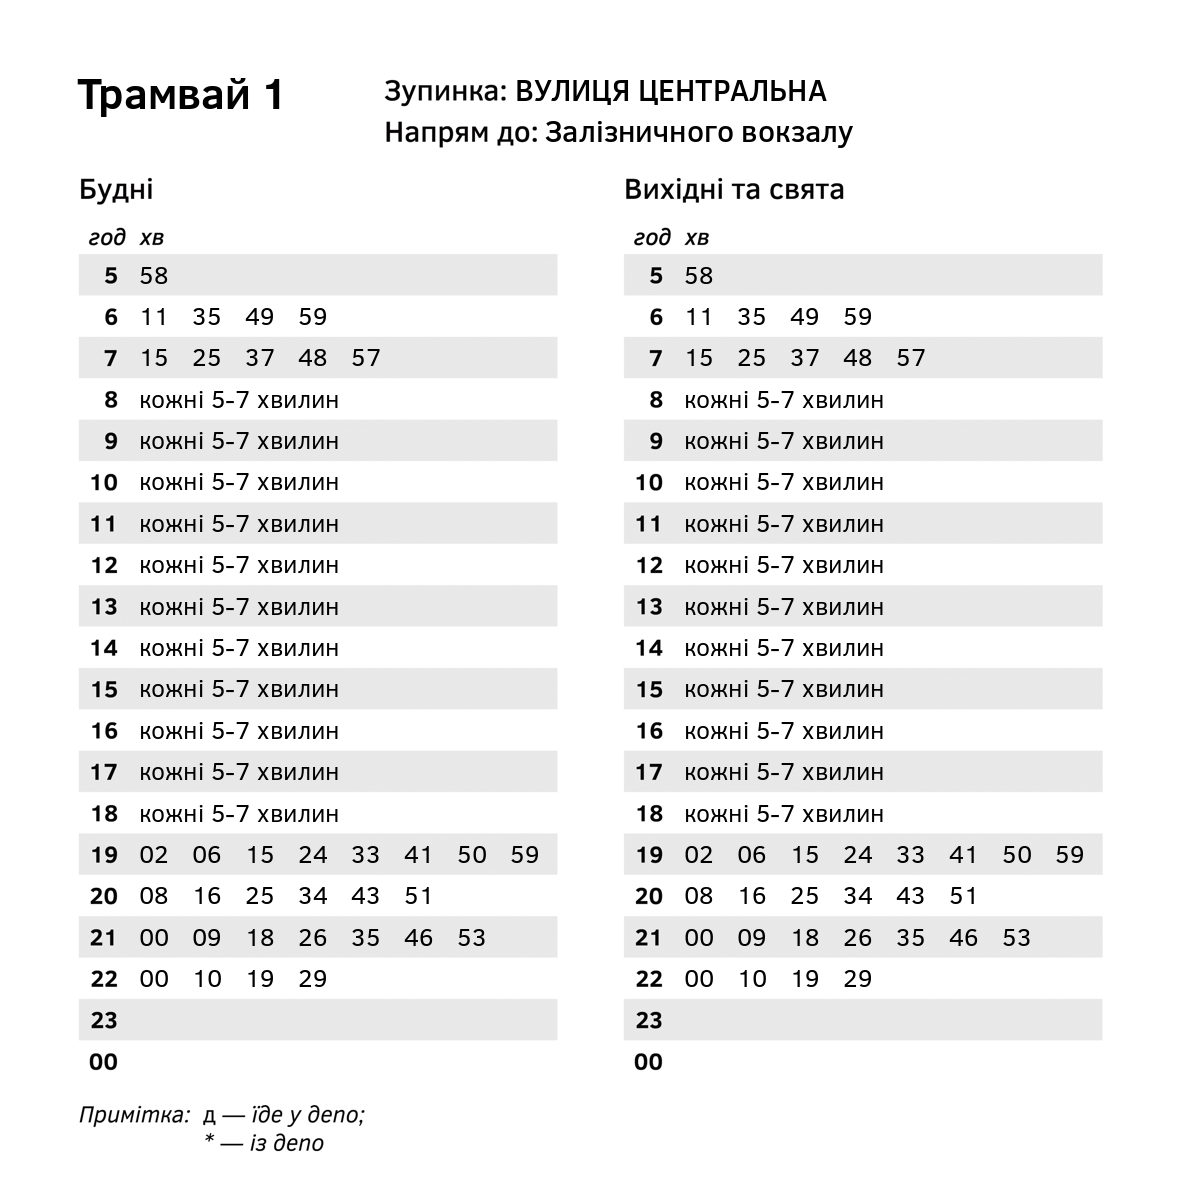 Трамвай 1
Зупинка: ВУЛИЦЯ ЦЕНТРАЛЬНА
Напрям до: Залізничного вокзалу
Будні
год хв
5 58
6 11 35 49 59
7 15 25 37 48 57
8 кожні 5-7 хвилин
9 кожні 5-7 хвилин
10 кожні 5-7 хвилин
11 кожні 5-7 хвилин
12 кожні 5-7 хвилин
13 кожні 5-7 хвилин
14 кожні 5-7 хвилин
15 кожні 5-7 хвилин
16 кожні 5-7 хвилин
17 кожні 5-7 хвилин
18 кожні 5-7 хвилин
19 02 06 15 24 33 41 50 59
20 08 16 25 34 43 51
21 00 09 18 26 35 46 53
22 00 10 19 29
23
00
Вихідні та свята
год хв
5 58
6 11 35 49 59
7 15 25 37 48 57
8 кожні 5-7 хвилин
9 кожні 5-7 хвилин
10 кожні 5-7 хвилин
11 кожні 5-7 хвилин
12 кожні 5-7 хвилин
13 кожні 5-7 хвилин
14 кожні 5-7 хвилин
15 кожні 5-7 хвилин
16 кожні 5-7 хвилин
17 кожні 5-7 хвилин
18 кожні 5-7 хвилин
19 02 06 15 24 33 41 50 59
20 08 16 25 34 43 51
21 00 09 18 26 35 46 53
22 00 10 19 29
23
00
Примітка: д — їде у депо;
* — із депо